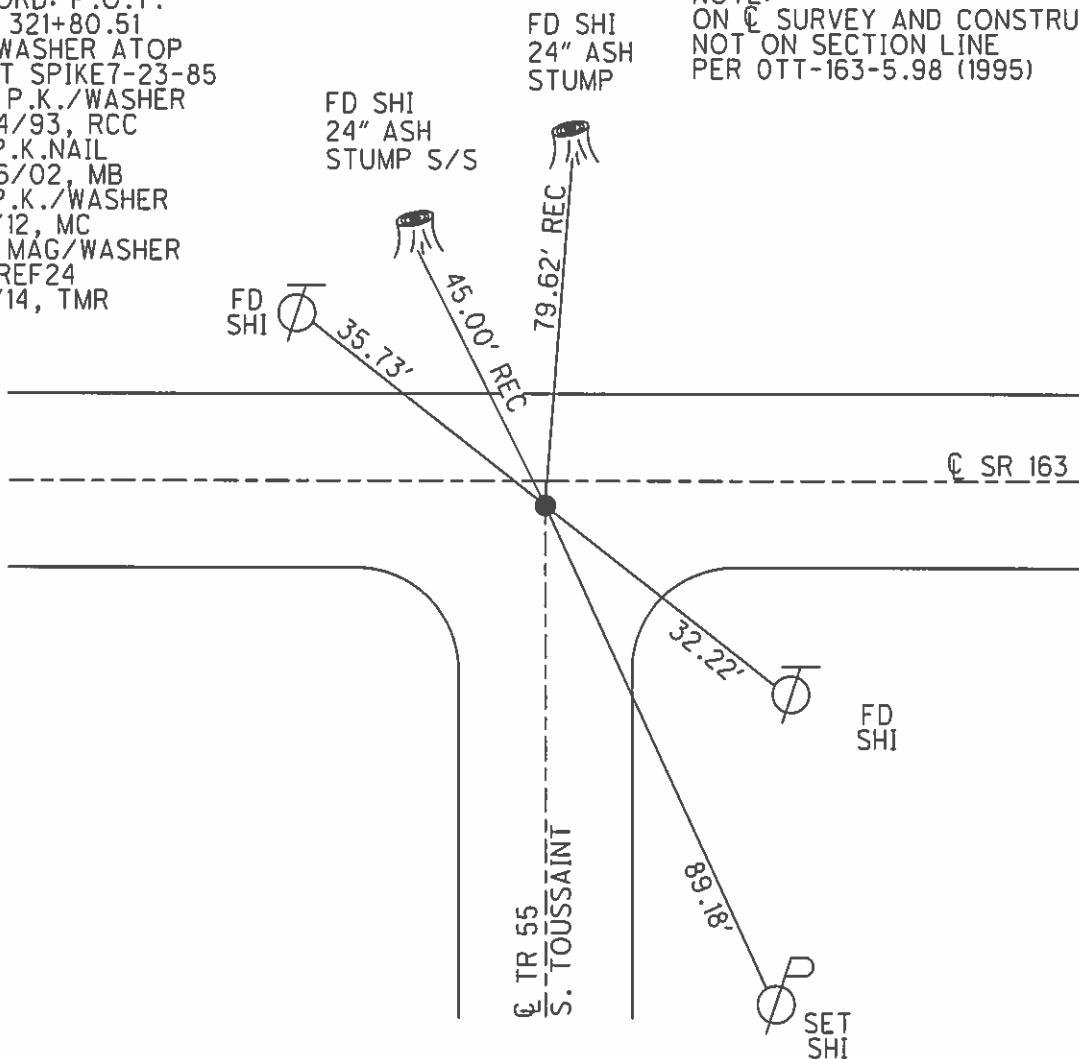 321+80.51
WASHER ATOP
T SPIKE7-23-85
P.K./WASHER
4/93, RCC
P.K.NAIL
6/02, MB
P.K./WASHER
/12, MC
MAG/WASHER
REF24
/14, TMR
FD SHI
24" ASH
STUMP S/S
FD SHI
24" ASH
STUMP
ON ℄ SURVEY AND CONSTRU
NOT ON SECTION LINE
PER OTT-163-5.98 (1995)
FD
SHI
35.73'
45.00' REC
79.62' REC
℄ SR 163
32.22'
FD
SHI
89.18'
℄ TR 55
S. TOUSSAINT
SET
SHI